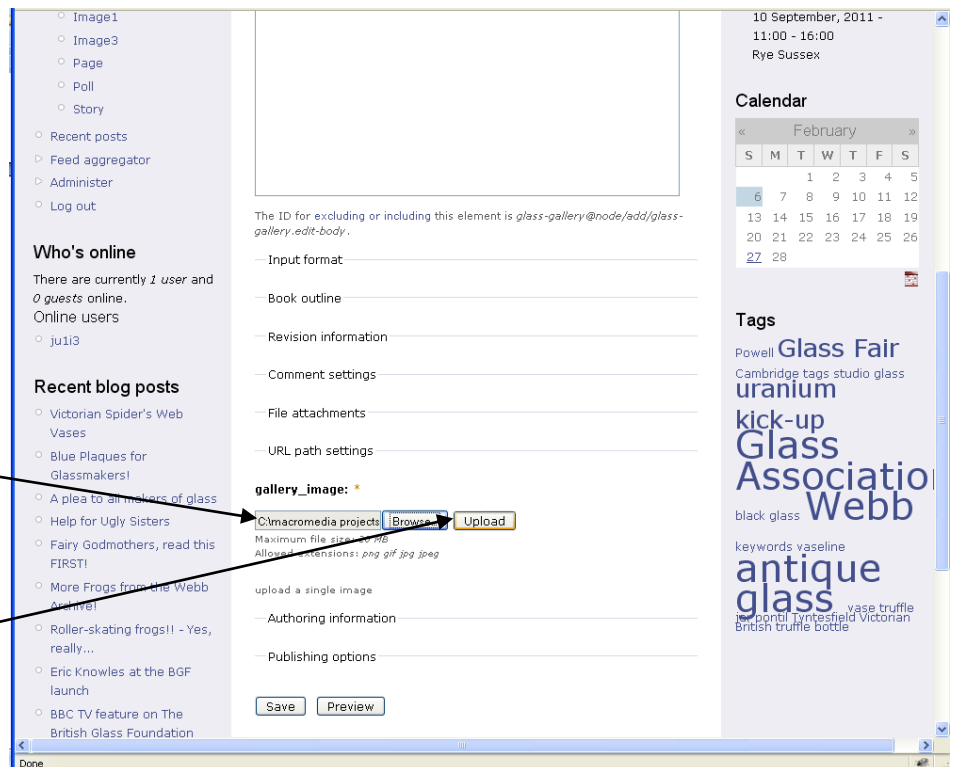 Image1
Image3
Page
Poll
Story
Recent posts
Feed aggregator
Administer
Log out
Who's online
There are currently 1 user and
0 guests online.
Online users
ju1i3
Recent blog posts
Victorian Spider's Web
Vases
Blue Plaques for
Glassmakers!
A plea to all makers of glass
Help for Ugly Sisters
Fairy Godmothers, read this
FIRST!
More Frogs from the Webb
Archive!
Roller-skating frogs!! - Yes,
really...
Eric Knowles at the BGF
launch
BBC TV feature on The
British Glass Foundation
The ID for excluding or including this element is glass-gallery@node/add/glass-
gallery.edit-body.
Input format
Book outline
Revision information
Comment settings
File attachments
URL path settings
gallery_image: *
C:\macromedia projects Browse... Upload
Maximum file size: 20 MB
Allowed extensions: png gif jpg jpeg
upload a single image
Authoring information
Publishing options
Save Preview
10 September, 2011 -
11:00 - 16:00
Rye Sussex
Calendar
« February »
S M T W T F S
1 2 3 4 5
6 7 8 9 10 11 12
13 14 15 16 17 18 19
20 21 22 23 24 25 26
27 28
Tags
Powell Glass Fair
Cambridge tags studio glass
uranium
kick-up
Glass
Association
black glass Webb
keywords vaseline
antique
glass vase truffle
jar pontil Tyntesfield Victorian
British truffle bottle
Done